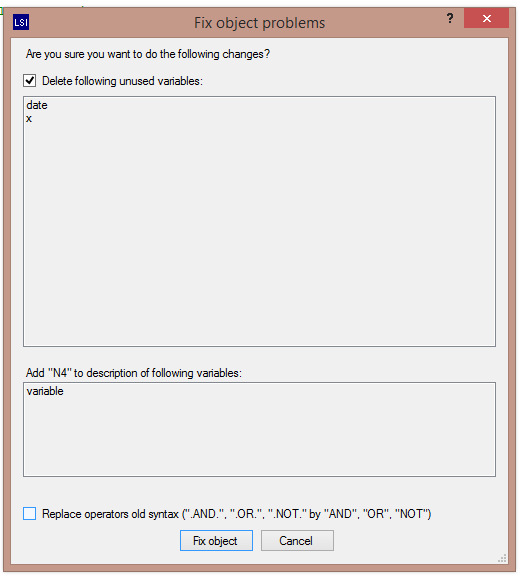 LSI Fix object problems ?
Are you sure you want to do the following changes?
Delete following unused variables:
date
x
Add "N4" to description of following variables:
variable
Replace operators old syntax (".AND.", ".OR.", ".NOT." by "AND", "OR", "NOT")
Fix object Cancel